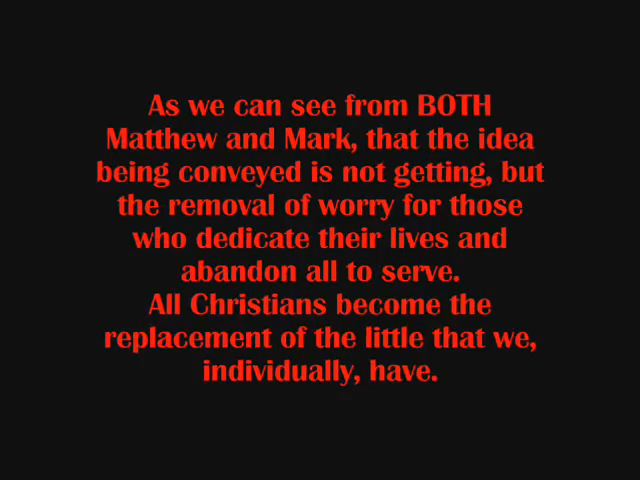 As we can see from BOTH
Matthew and Mark, that the idea
being conveyed is not getting, but
the removal of worry for those
who dedicate their lives and
abandon all to serve.
All Christians become the
replacement of the little that we,
individually, have.